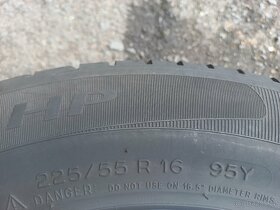 HP
225/55 R 16 95Y
⚠ DANGER: DO NOT USE ON 16.5" DIAMETER RIMS